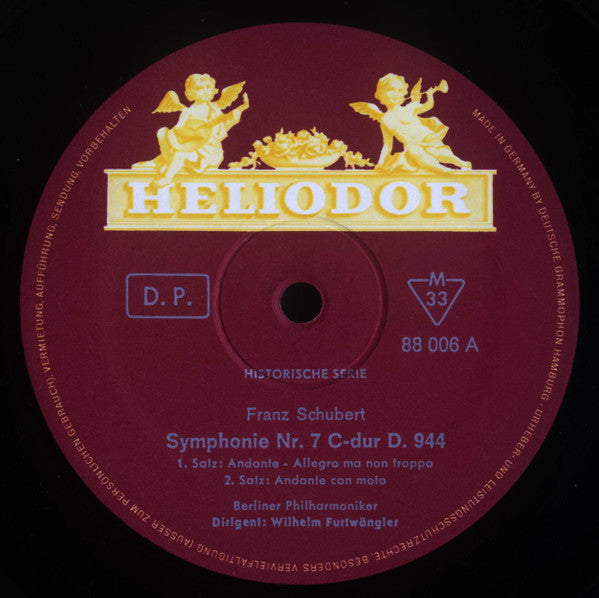 HELIODOR
D. P.
M
33
88 006 A
HISTORISCHE SERIE
Franz Schubert
Symphonie Nr. 7 C-dur D. 944
1. Satz: Andante - Allegro ma non troppo
2. Satz: Andante con moto
Berliner Philharmoniker
Dirigent: Wilhelm Furtwängler
MADE IN GERMANY BY DEUTSCHE GRAMMOPHON HAMBURG · URHEBER- UND LEISTUNGSSCHUTZRECHTE, BESONDERS VERVIELFÄLTIGUNG (AUSSER ZUM PERSÖNLICHEN GEBRAUCH), VERMIETUNG, AUFFÜHRUNG, SENDUNG, VORBEHALTEN